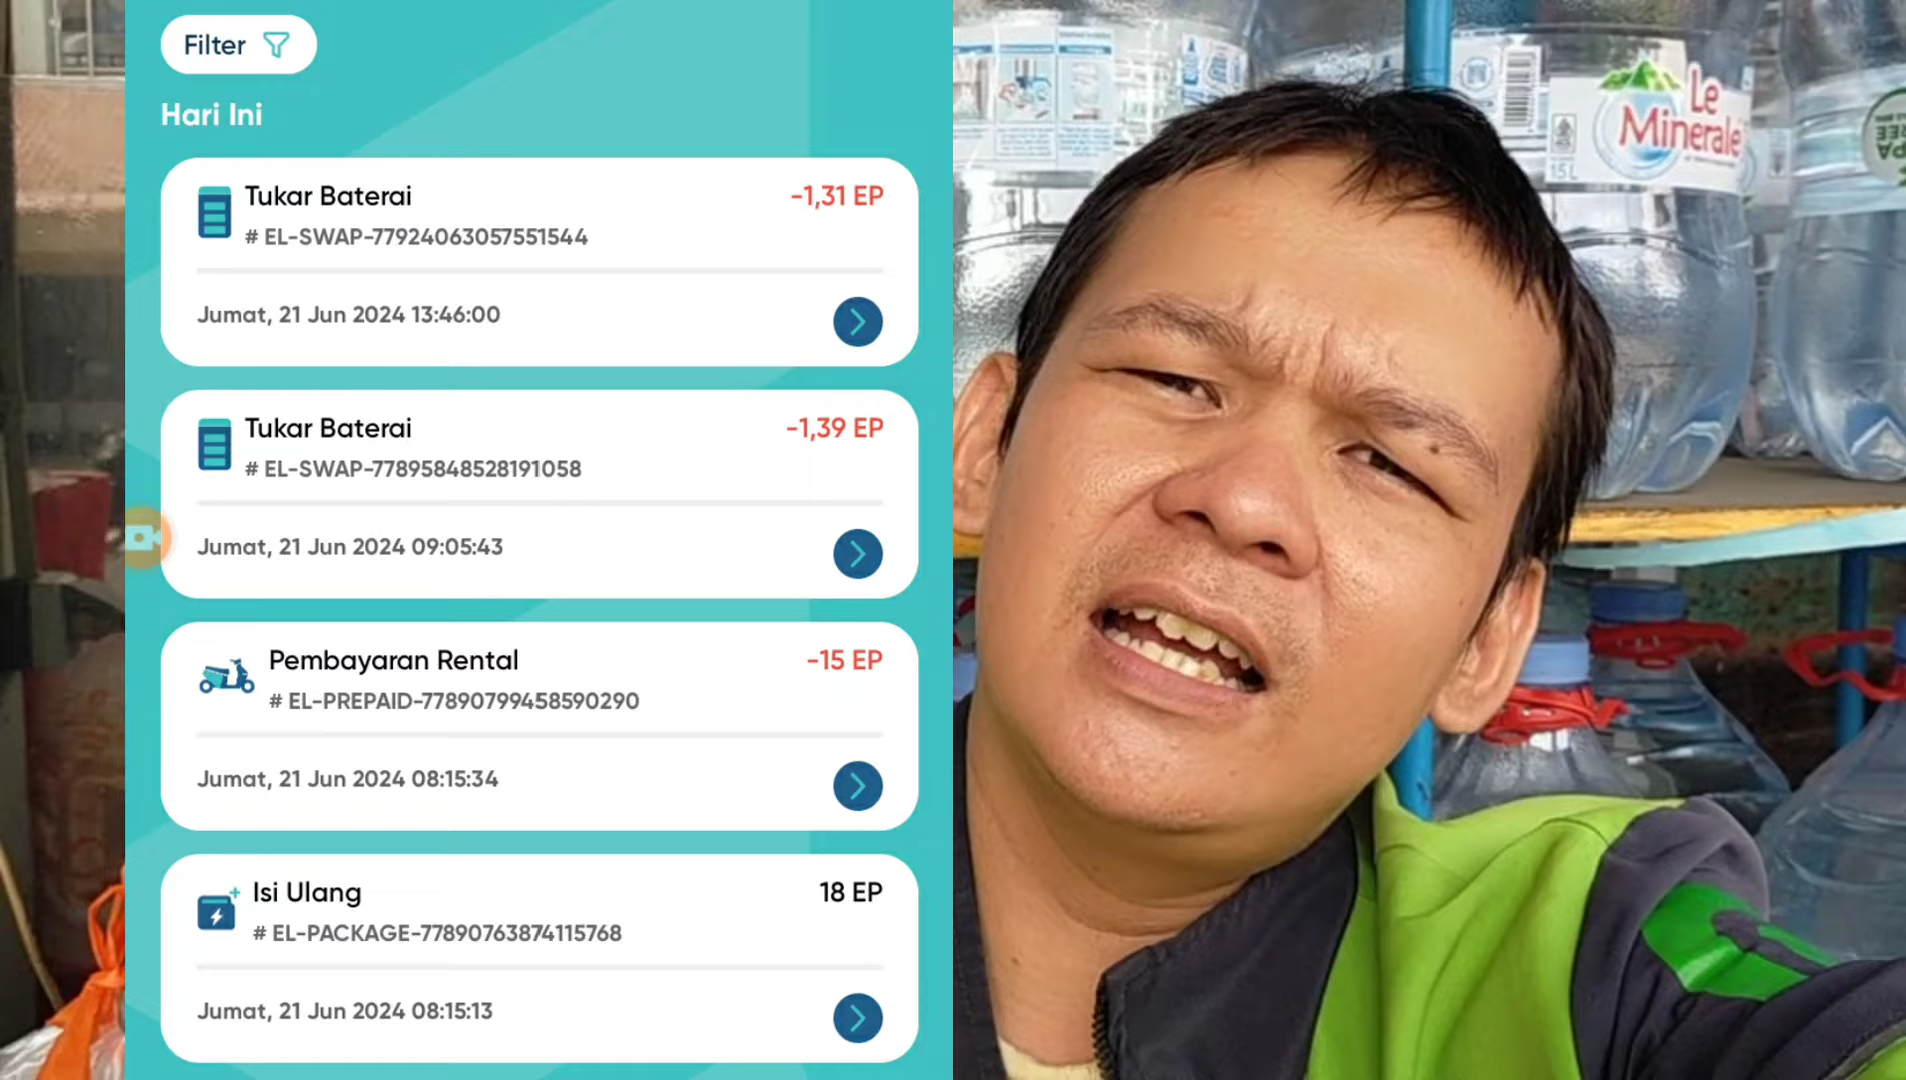 Filter
Hari Ini
Tukar Baterai
-1,31 EP
# EL-SWAP-77924063057551544
Jumat, 21 Jun 2024 13:46:00
Tukar Baterai
-1,39 EP
# EL-SWAP-77895848528191058
Jumat, 21 Jun 2024 09:05:43
Pembayaran Rental
-15 EP
# EL-PREPAID-77890799458590290
Jumat, 21 Jun 2024 08:15:34
Isi Ulang
18 EP
# EL-PACKAGE-77890763874115768
Jumat, 21 Jun 2024 08:15:13
Le
Minerale
15L